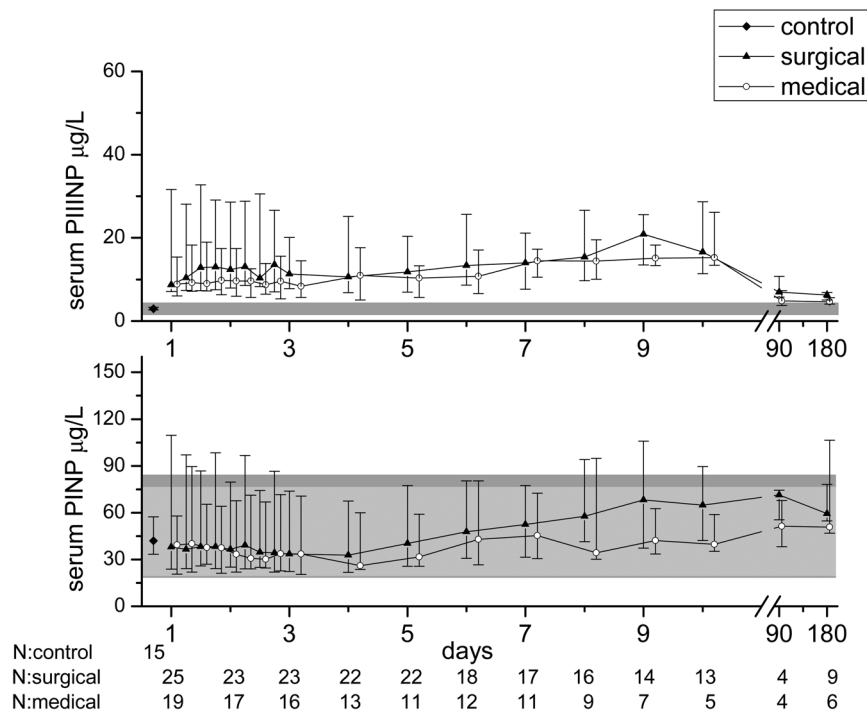 control
surgical
medical
60
40
20
0
serum PIIINP µg/L
1 3 5 7 9 90 180
150
120
90
60
30
0
serum PINP µg/L
1 3 5 7 9 90 180
days
N:control 15
N:surgical 25 23 23 22 22 18 17 16 14 13 4 9
N:medical 19 17 16 13 11 12 11 9 7 5 4 6